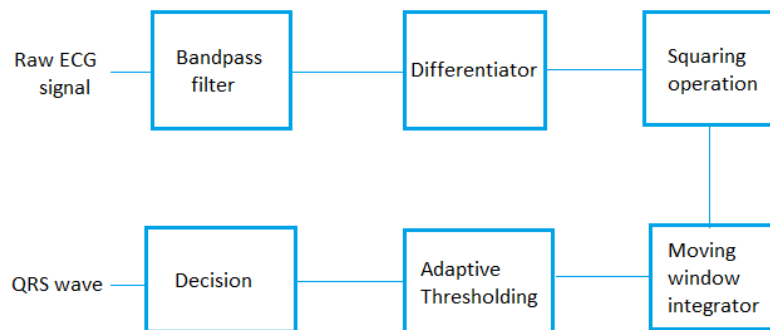 Raw ECG
signal
Bandpass
filter
Differentiator
Squaring
operation
QRS wave
Decision
Adaptive
Thresholding
Moving
window
integrator